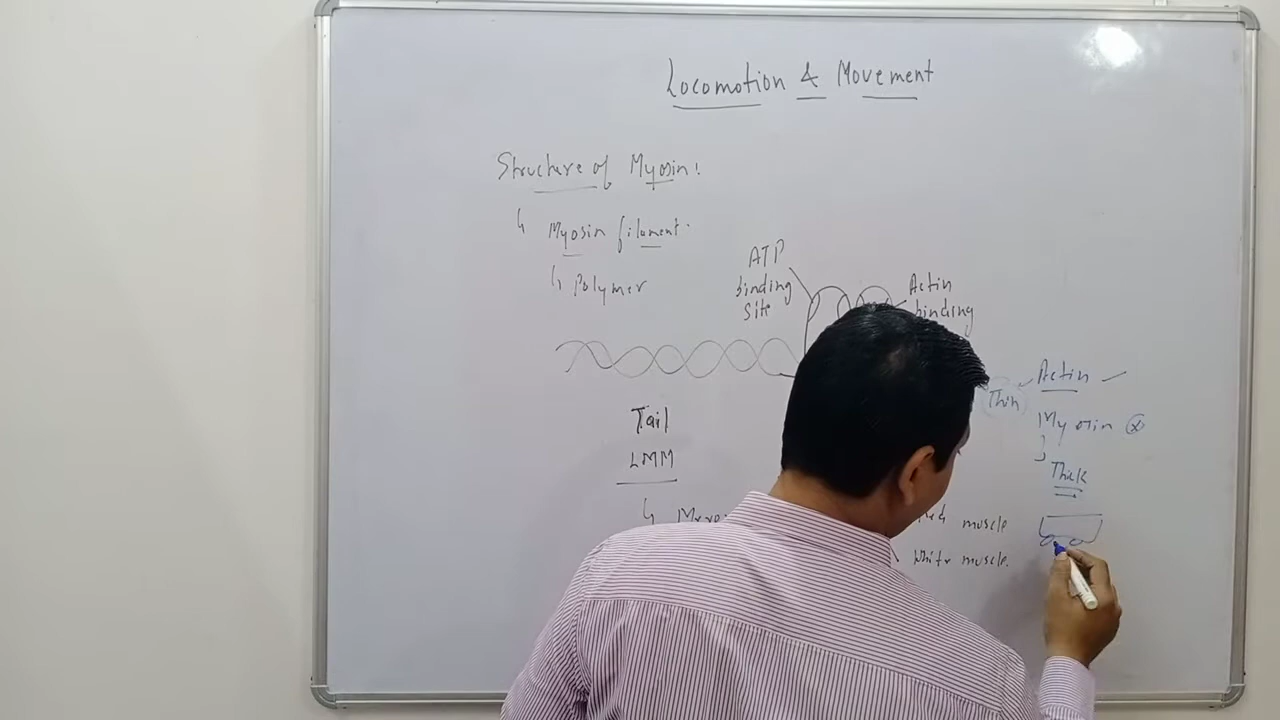 Locomotion & Movement
Structure of Myosin:
↳ Myosin filament.
↳ Polymer
ATP
binding
Site
Actin
binding
Tail
LMM
Thin
Actin
Myosin
Thick
muscle
White muscle.